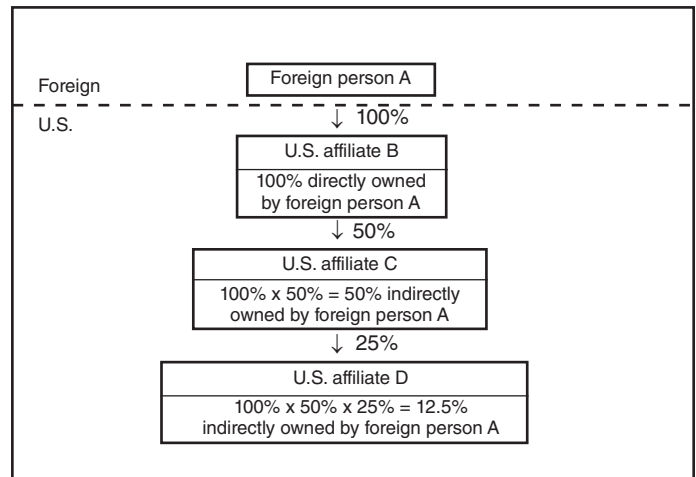 Foreign person A
Foreign
U.S.
↓ 100%
U.S. affiliate B
100% directly owned
by foreign person A
↓ 50%
U.S. affiliate C
100% x 50% = 50% indirectly
owned by foreign person A
↓ 25%
U.S. affiliate D
100% x 50% x 25% = 12.5%
indirectly owned by foreign person A